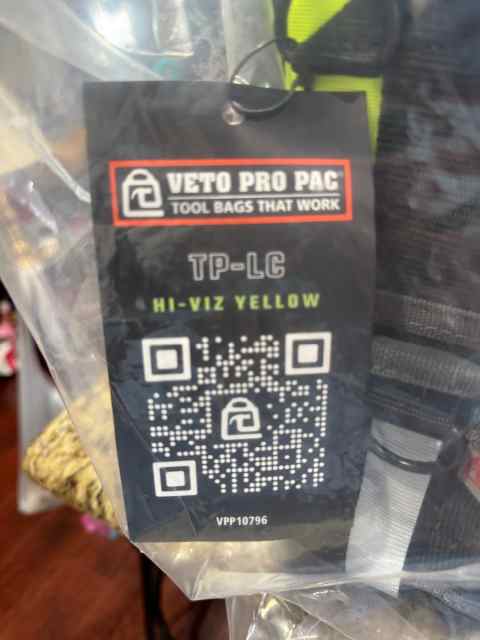 VETO PRO PAC
TOOL BAGS THAT WORK
TP-LC
HI-VIZ YELLOW
VPP10796